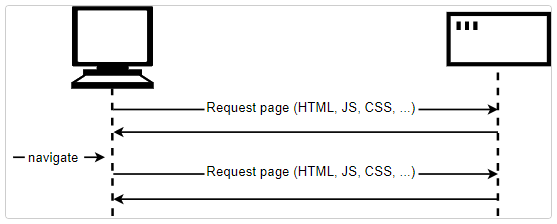 Request page (HTML, JS, CSS, ...)
navigate
Request page (HTML, JS, CSS, ...)